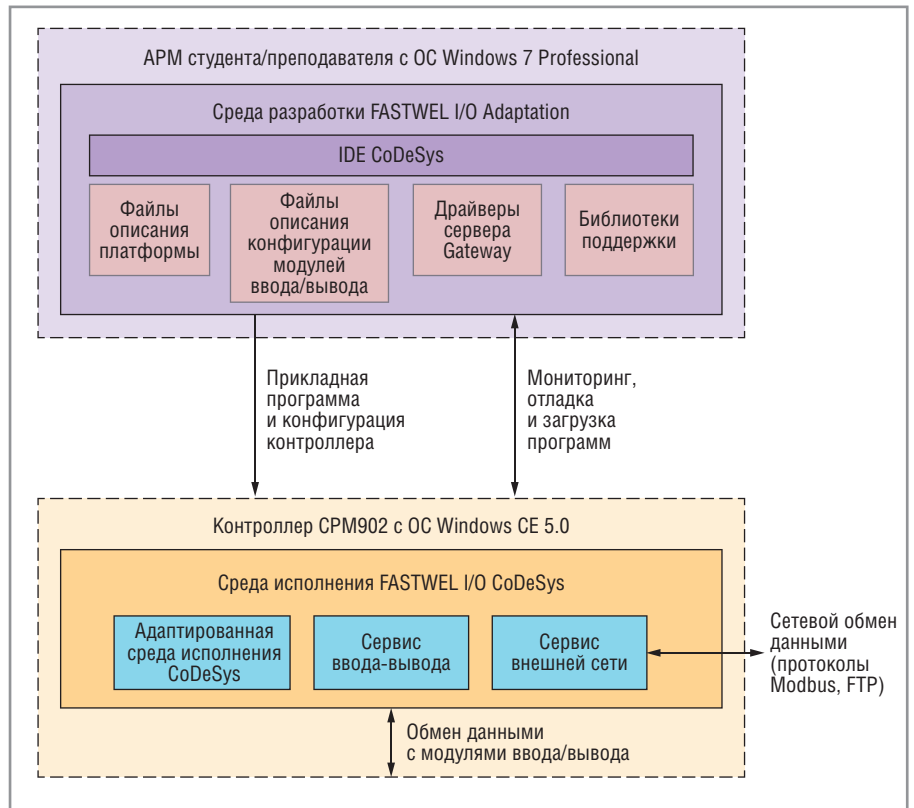 АРМ студента/преподавателя с ОС Windows 7 Professional
Среда разработки FASTWEL I/O Adaptation
IDE CoDeSys
Файлы
описания
платформы
Файлы
описания
конфигурации
модулей
ввода/вывода
Драйверы
сервера
Gateway
Библиотеки
поддержки
Прикладная
программа
и конфигурация
контроллера
Мониторинг,
отладка
и загрузка
программ
Контроллер CPM902 с ОС Windows CE 5.0
Среда исполнения FASTWEL I/O CoDeSys
Адаптированная
среда исполнения
CoDeSys
Сервис
ввода-вывода
Сервис
внешней сети
Сетевой обмен
данными
(протоколы
Modbus, FTP)
Обмен данными
с модулями ввода/вывода